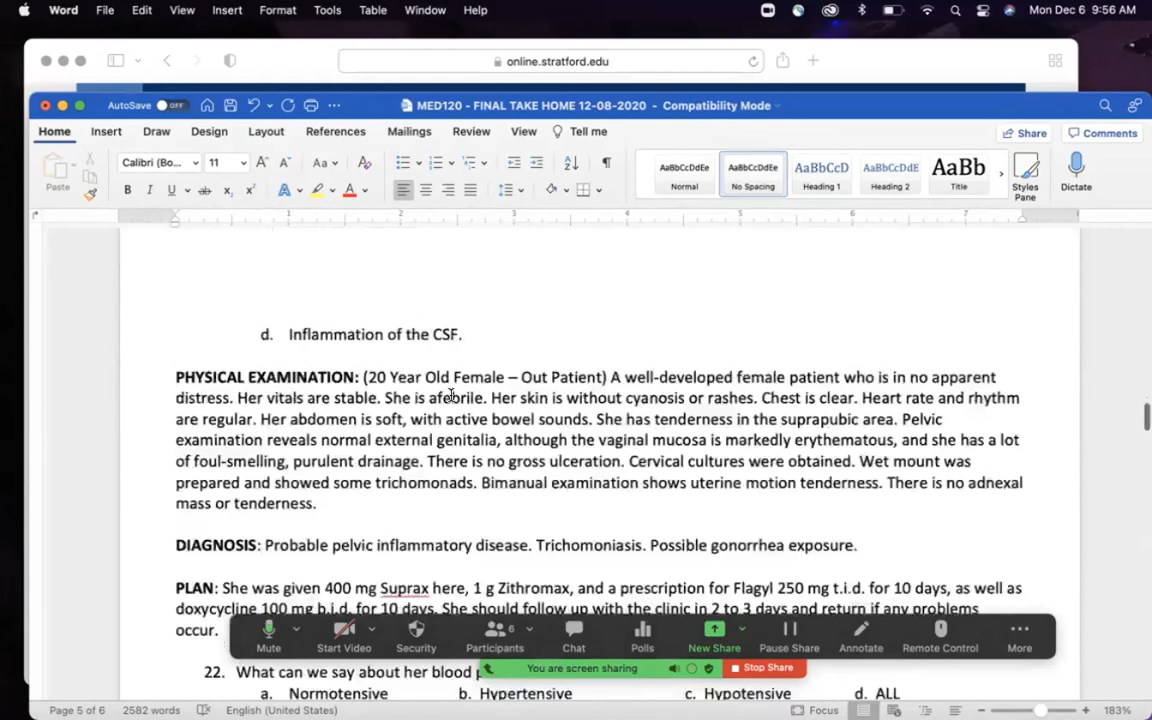 Word File Edit View Insert Format Tools Table Window Help Mon Dec 6 9:56 AM
online.stratford.edu
AutoSave OFF MED120 - FINAL TAKE HOME 12-08-2020 - Compatibility Mode
Home Insert Draw Design Layout References Mailings Review View Tell me Share Comments
Paste Calibri (Bo... 11 AaBbCcDdEe Normal AaBbCcDdEe No Spacing AaBbCcD Heading 1 AaBbCcDdEe Heading 2 AaBb Title Styles Pane Dictate
1 2 3 4 5 6 7
d. Inflammation of the CSF.
PHYSICAL EXAMINATION: (20 Year Old Female – Out Patient) A well-developed female patient who is in no apparent
distress. Her vitals are stable. She is afebrile. Her skin is without cyanosis or rashes. Chest is clear. Heart rate and rhythm
are regular. Her abdomen is soft, with active bowel sounds. She has tenderness in the suprapubic area. Pelvic
examination reveals normal external genitalia, although the vaginal mucosa is markedly erythematous, and she has a lot
of foul-smelling, purulent drainage. There is no gross ulceration. Cervical cultures were obtained. Wet mount was
prepared and showed some trichomonads. Bimanual examination shows uterine motion tenderness. There is no adnexal
mass or tenderness.
DIAGNOSIS: Probable pelvic inflammatory disease. Trichomoniasis. Possible gonorrhea exposure.
PLAN: She was given 400 mg Suprax here, 1 g Zithromax, and a prescription for Flagyl 250 mg t.i.d. for 10 days, as well as
doxycycline 100 mg b.i.d. for 10 days. She should follow up with the clinic in 2 to 3 days and return if any problems
occur.
Mute Start Video Security Participants 6 Chat Polls New Share Pause Share Annotate Remote Control More
You are screen sharing Stop Share
22. What can we say about her blood
a. Normotensive b. Hypertensive c. Hypotensive d. ALL
Page 5 of 6 2582 words English (United States) Focus 183%